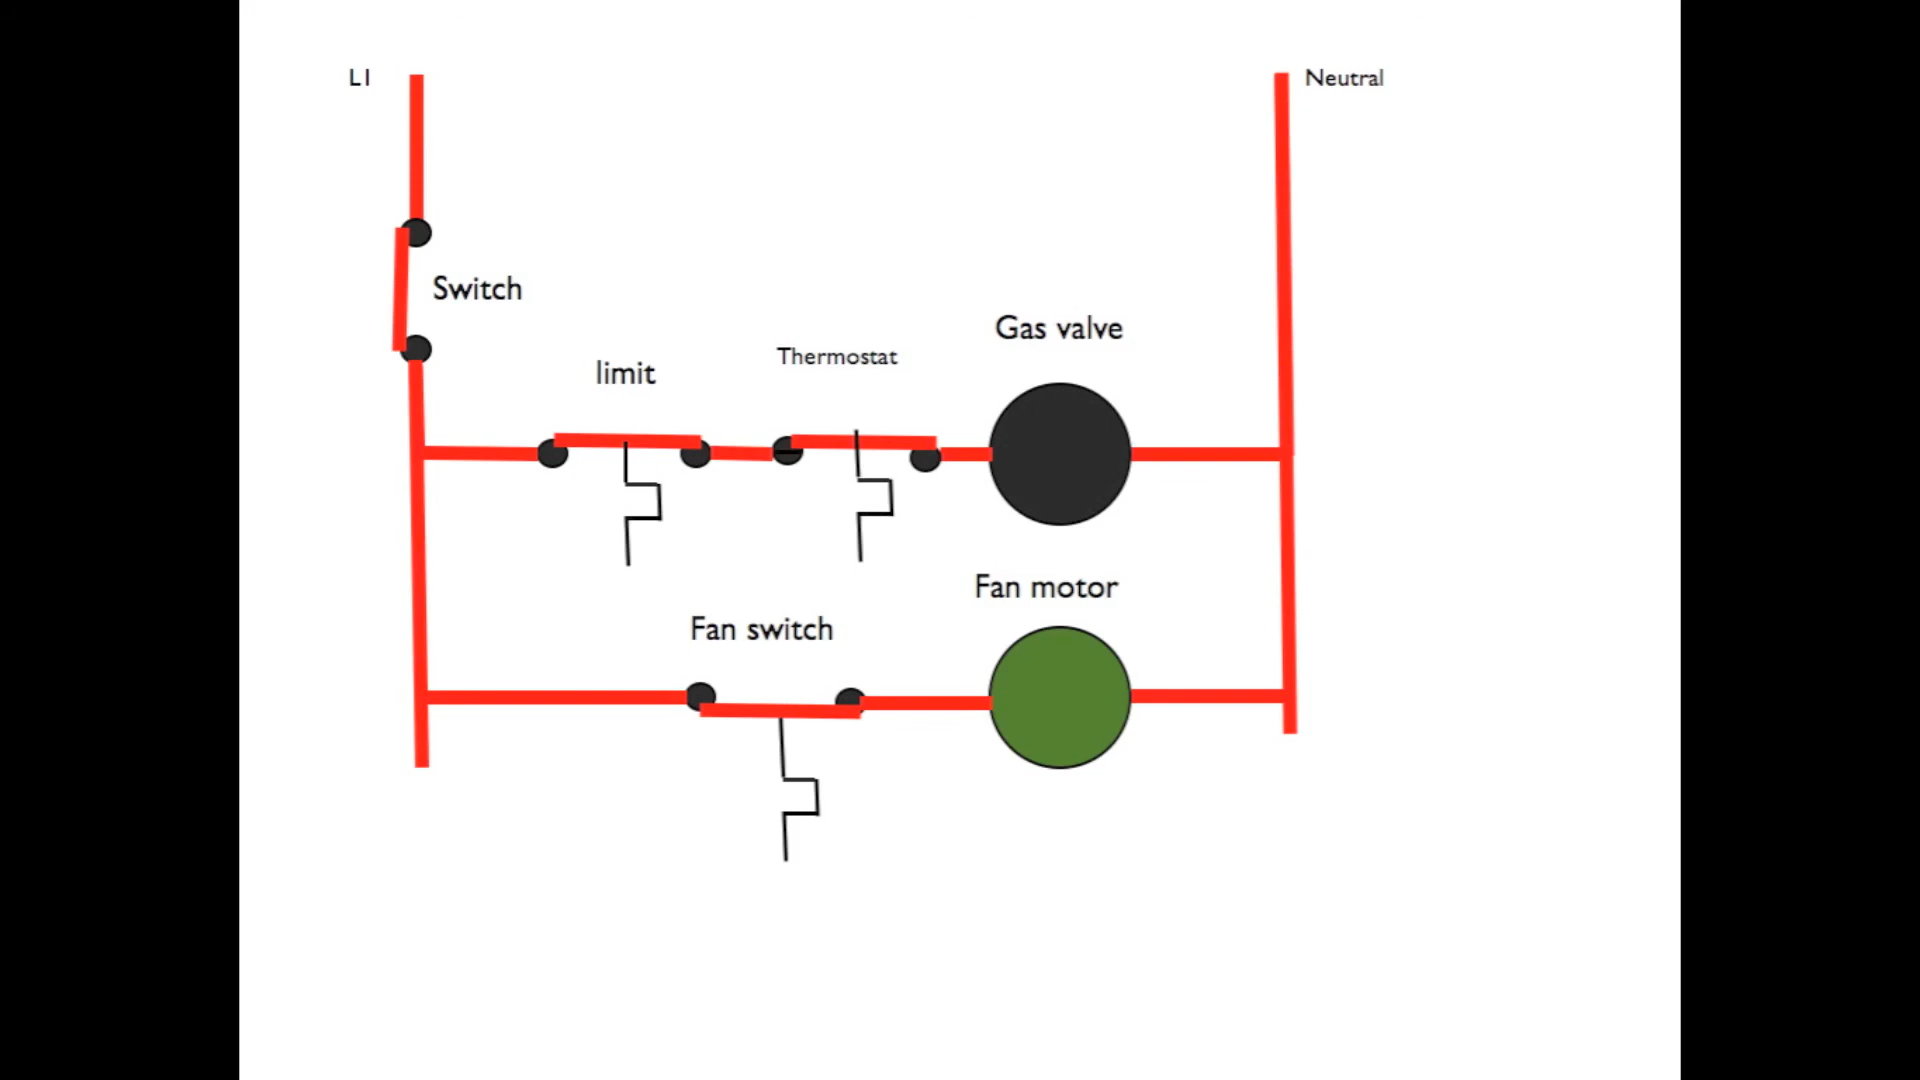 L1
Neutral
Switch
Gas valve
Thermostat
limit
Fan motor
Fan switch